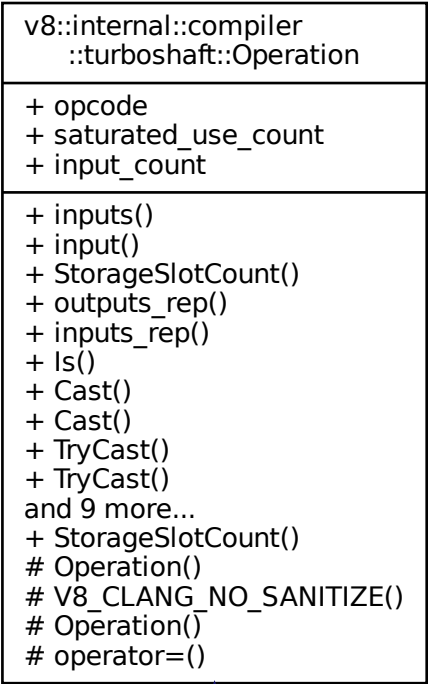 v8::internal::compiler
::turboshaft::Operation
+ opcode
+ saturated_use_count
+ input_count
+ inputs()
+ input()
+ StorageSlotCount()
+ outputs_rep()
+ inputs_rep()
+ Is()
+ Cast()
+ Cast()
+ TryCast()
+ TryCast()
and 9 more...
+ StorageSlotCount()
# Operation()
# V8_CLANG_NO_SANITIZE()
# Operation()
# operator=()